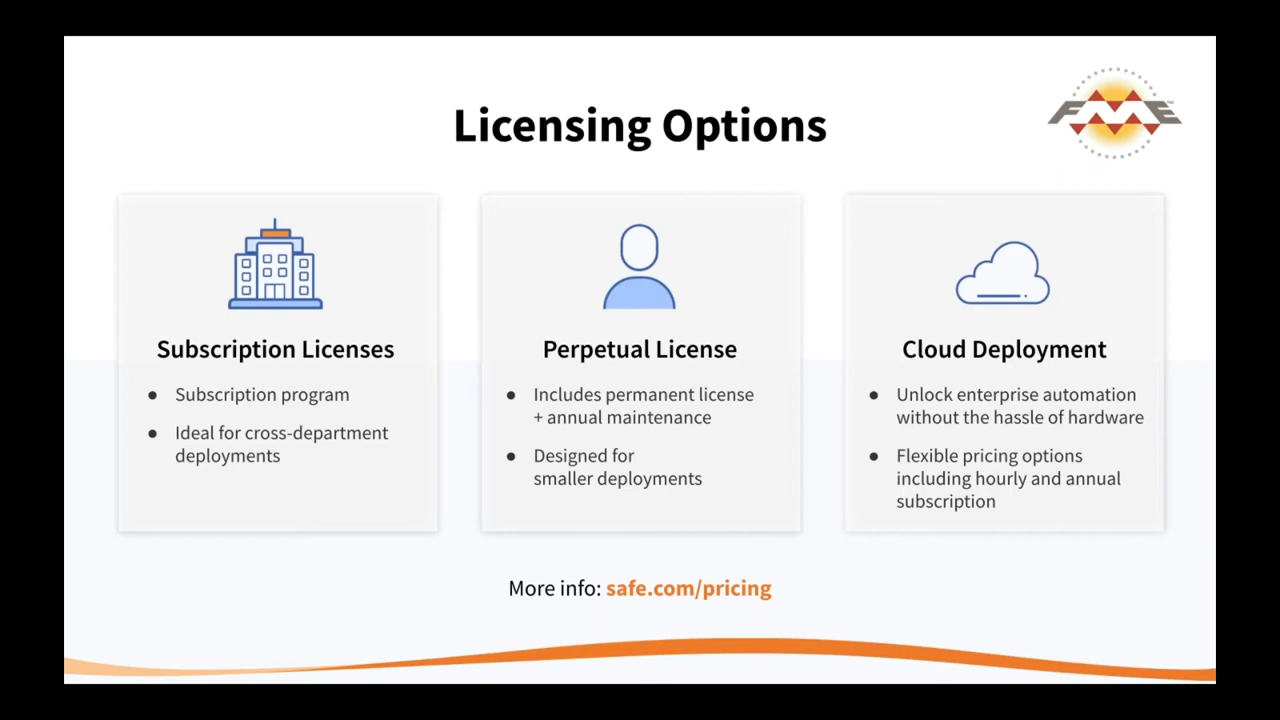 Licensing Options
FME
Subscription Licenses
● Subscription program
● Ideal for cross-department
deployments
Perpetual License
● Includes permanent license
+ annual maintenance
● Designed for
smaller deployments
Cloud Deployment
● Unlock enterprise automation
without the hassle of hardware
● Flexible pricing options
including hourly and annual
subscription
More info: safe.com/pricing